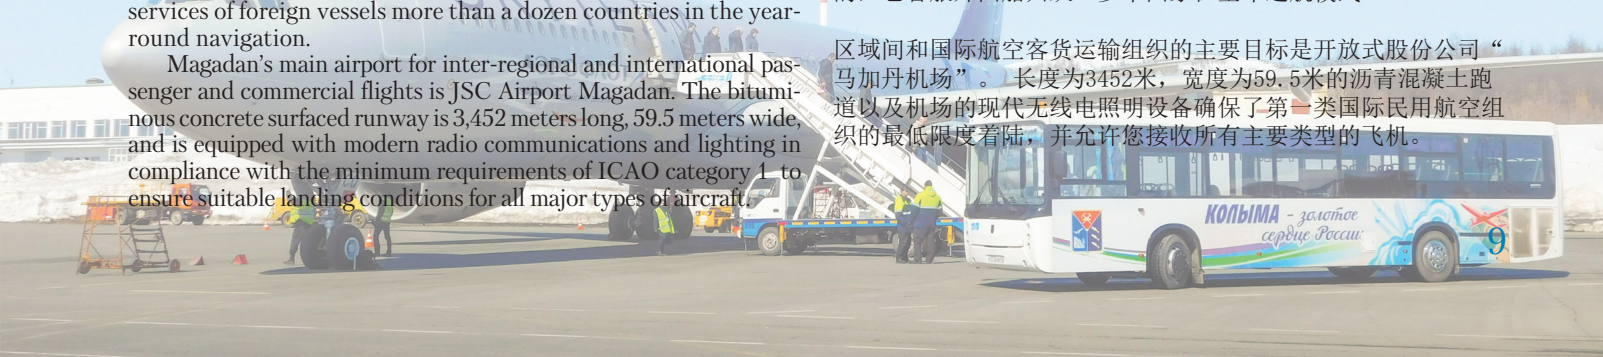 services of foreign vessels more than a dozen countries in the year-
round navigation.
Magadan’s main airport for inter-regional and international pas-
senger and commercial flights is JSC Airport Magadan. The bitumi-
nous concrete surfaced runway is 3,452 meters long, 59.5 meters wide,
and is equipped with modern radio communications and lighting in
compliance with the minimum requirements of ICAO category 1 to
ensure suitable landing conditions for all major types of aircraft.
区域间和国际航空客货运输组织的主要目标是开放式股份公司“
马加丹机场”。 长度为3452米，宽度为59.5米的沥青混凝土跑
道以及机场的现代无线电照明设备确保了第一类国际民用航空组
织的最低限度着陆，并允许您接收所有主要类型的飞机。
КОЛЫМА - золотое
сердце России
9